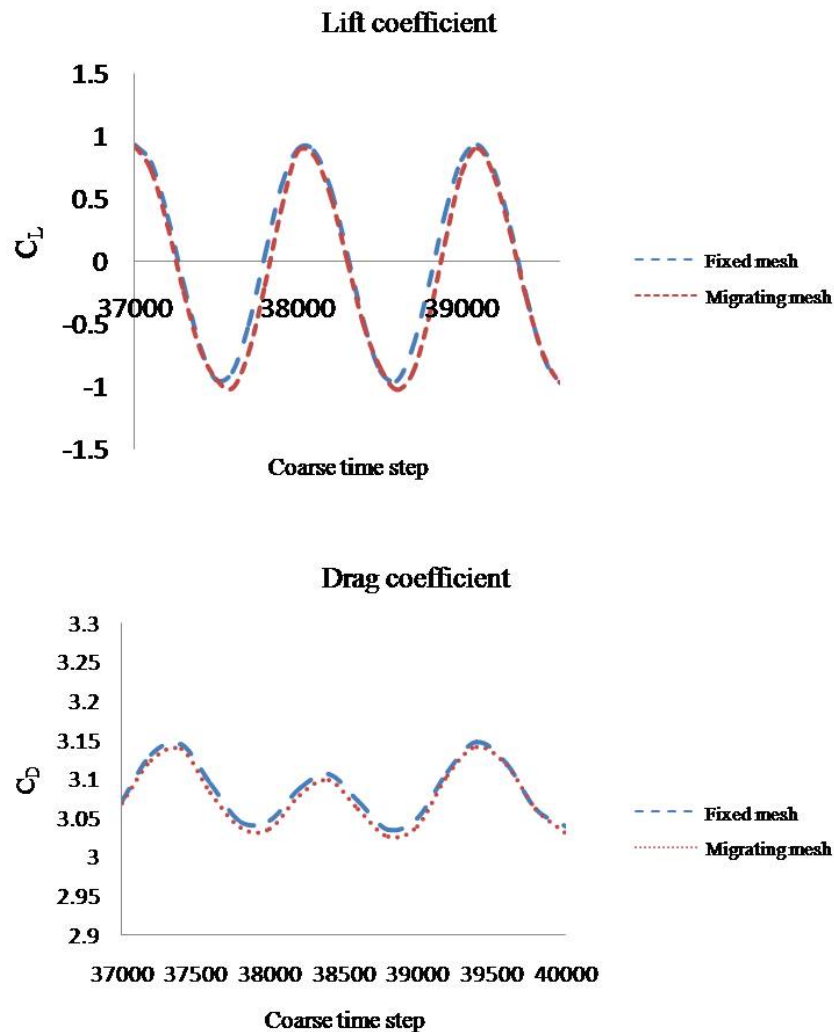 Lift coefficient
1.5
1
0.5
0
-0.5
-1
-1.5
C_L
37000 38000 39000
Coarse time step
Fixed mesh
Migrating mesh
Drag coefficient
3.3
3.25
3.2
3.15
3.1
3.05
3
2.95
2.9
C_D
37000 37500 38000 38500 39000 39500 40000
Coarse time step
Fixed mesh
Migrating mesh